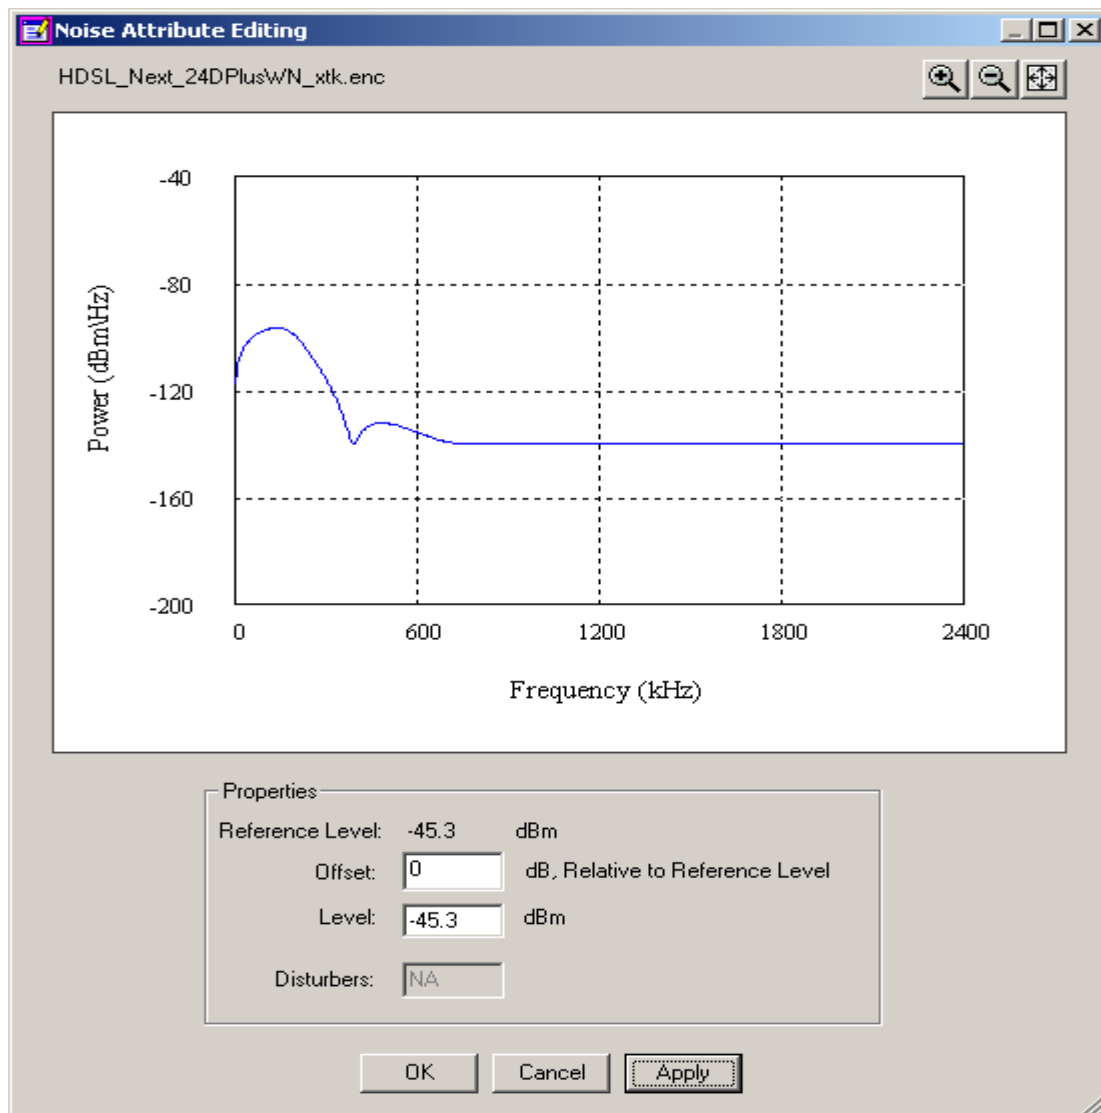 Noise Attribute Editing
HDSL_Next_24DPlusWN_xtk.enc
-40
-80
-120
-160
-200
Power (dBm\Hz)
0 600 1200 1800 2400
Frequency (kHz)
Properties
Reference Level: -45.3 dBm
Offset: 0 dB, Relative to Reference Level
Level: -45.3 dBm
Disturbers: NA
OK Cancel Apply